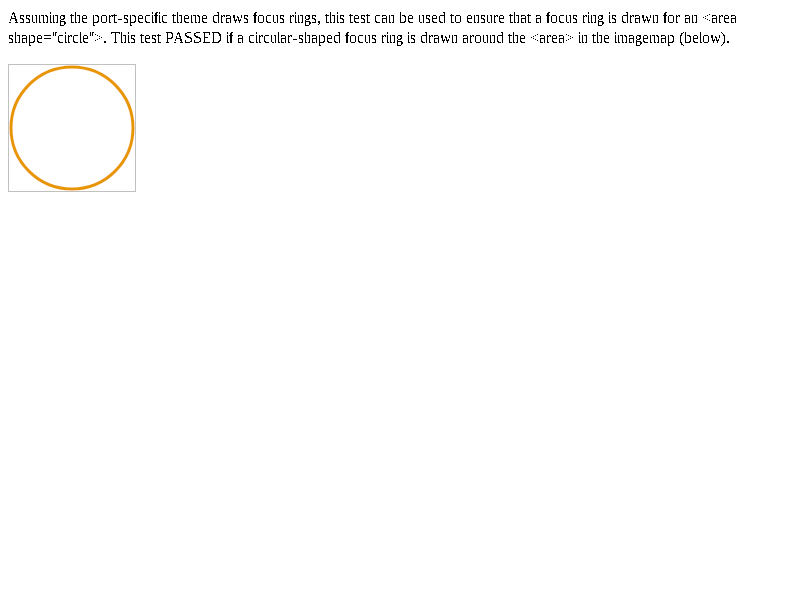 Assuming the port-specific theme draws focus rings, this test can be used to ensure that a focus ring is drawn for an <area
shape="circle">. This test PASSED if a circular-shaped focus ring is drawn around the <area> in the imagemap (below).